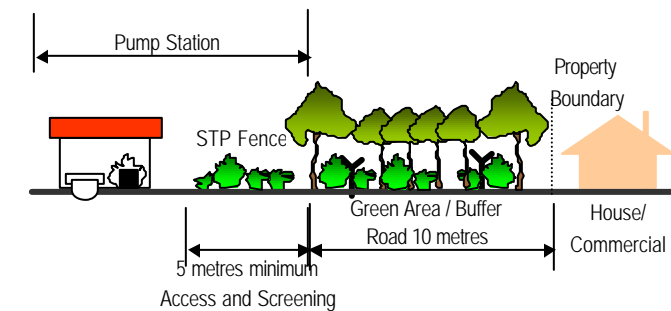 Pump Station
Property
Boundary
STP Fence
Green Area / Buffer
Road 10 metres
House/
Commercial
5 metres minimum
Access and Screening